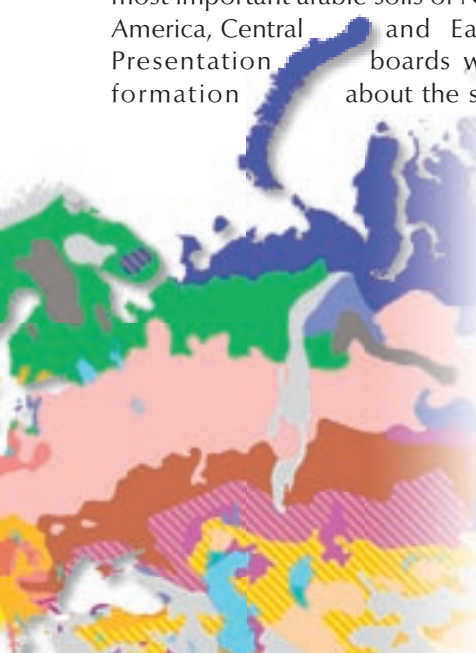 most important arable soils of
America, Central and
Presentation boards
formation about the